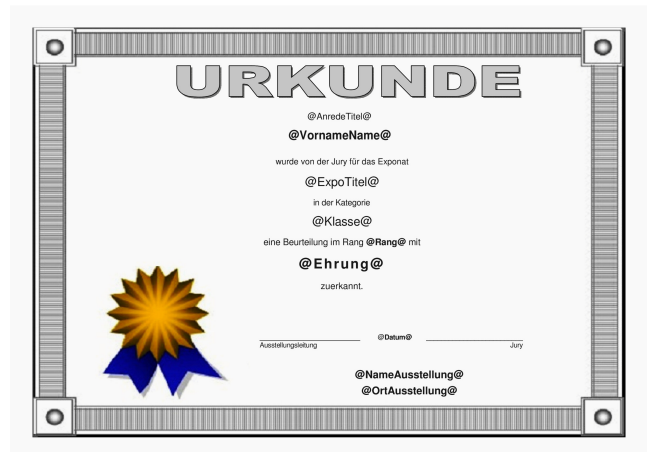 URKUNDE
@AnredeTitel@
@VornameName@
wurde von der Jury für das Exponat
@ExpoTitel@
in der Kategorie
@Klasse@
eine Beurteilung im Rang @Rang@ mit
@Ehrung@
zuerkannt.
@Datum@
Ausstellungsleitung Jury
@NameAusstellung@
@OrtAusstellung@